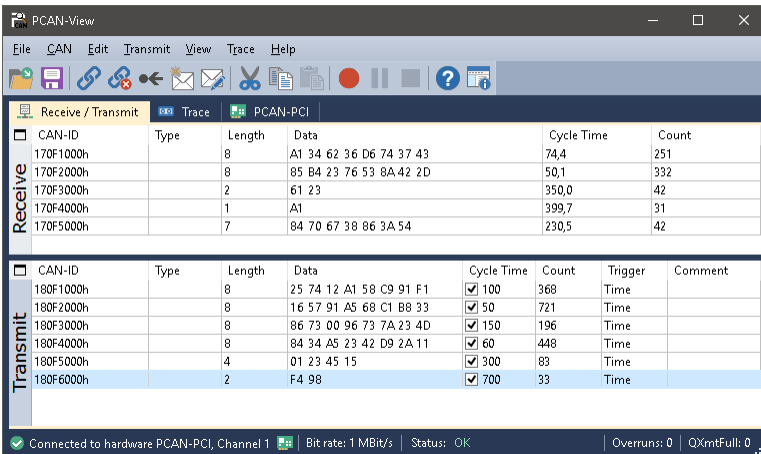 PCAN-View
File CAN Edit Transmit View Trace Help
Receive / Transmit Trace PCAN-PCI
CAN-ID Type Length Data Cycle Time Count
170F1000h 8 A1 34 62 36 D6 74 37 43 74,4 251
170F2000h 8 85 B4 23 76 53 8A 42 2D 50,1 332
170F3000h 2 61 23 350,0 42
170F4000h 1 A1 399,7 31
170F5000h 7 84 70 67 38 86 3A 54 230,5 42
Receive
CAN-ID Type Length Data Cycle Time Count Trigger Comment
180F1000h 8 25 74 12 A1 58 C9 91 F1 100 368 Time
180F2000h 8 16 57 91 A5 68 C1 B8 33 50 721 Time
180F3000h 8 86 73 00 96 73 7A 23 4D 150 196 Time
180F4000h 8 84 34 A5 23 42 D9 2A 11 60 448 Time
180F5000h 4 01 23 45 15 300 83 Time
180F6000h 2 F4 98 700 33 Time
Transmit
Connected to hardware PCAN-PCI, Channel 1 Bit rate: 1 MBit/s Status: OK Overruns: 0 QXmtFull: 0